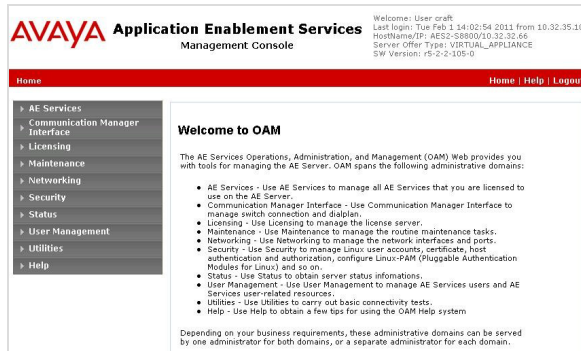 AVAYA
Application Enablement Services
Management Console
Welcome: User craft
Last login: Tue Feb 1 14:02:54 2011 from 10.32.35.10
HostName/IP: AES2-S8800/10.32.32.66
Server Offer Type: VIRTUAL_APPLIANCE
SW Version: r5-2-2-105-0
Home
Home | Help | Logout
AE Services
Communication Manager
Interface
Licensing
Maintenance
Networking
Security
Status
User Management
Utilities
Help
Welcome to OAM
The AE Services Operations, Administration, and Management (OAM) Web provides you
with tools for managing the AE Server. OAM spans the following administrative domains:
• AE Services - Use AE Services to manage all AE Services that you are licensed to
use on the AE Server.
• Communication Manager Interface - Use Communication Manager Interface to
manage switch connection and dialplan.
• Licensing - Use Licensing to manage the license server.
• Maintenance - Use Maintenance to manage the routine maintenance tasks.
• Networking - Use Networking to manage the network interfaces and ports.
• Security - Use Security to manage Linux user accounts, certificate, host
authentication and authorization, configure Linux-PAM (Pluggable Authentication
Modules for Linux) and so on.
• Status - Use Status to obtain server status infomations.
• User Management - Use User Management to manage AE Services users and AE
Services user-related resources.
• Utilities - Use Utilities to carry out basic connectivity tests.
• Help - Use Help to obtain a few tips for using the OAM Help system
Depending on your business requirements, these administrative domains can be served
by one administrator for both domains, or a separate administrator for each domain.